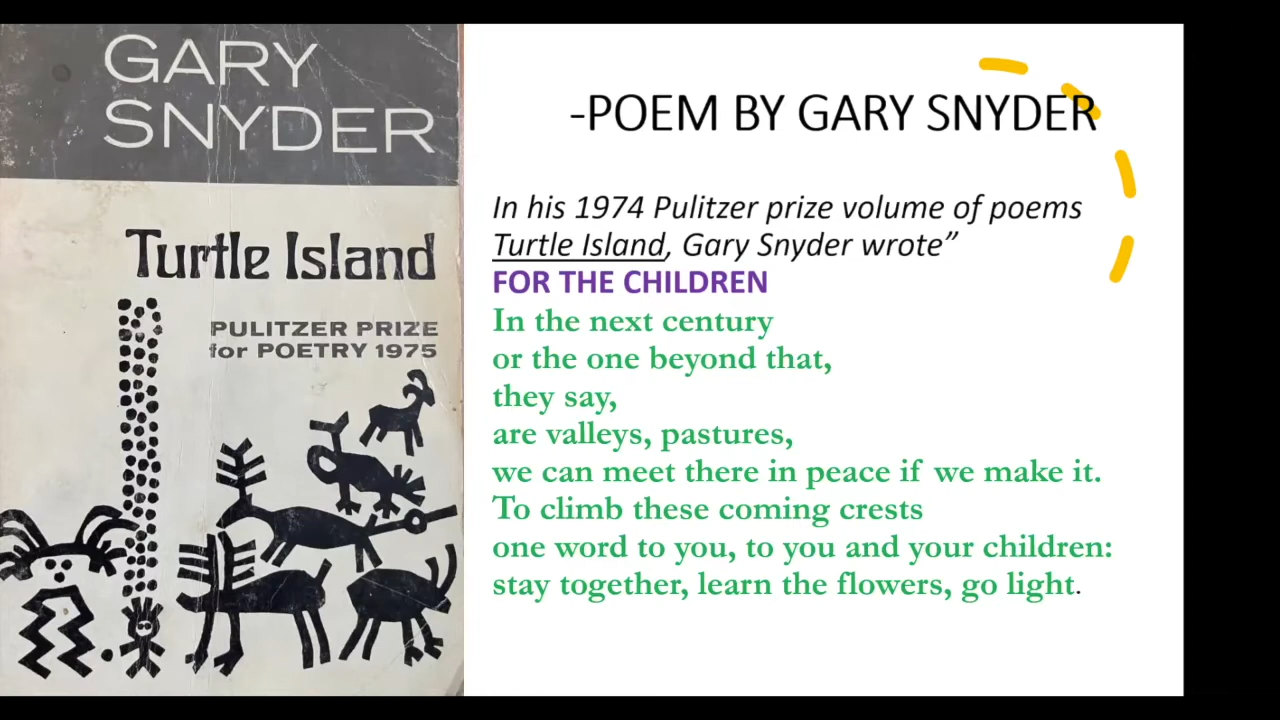 GARY
SNYDER
Turtle Island
PULITZER PRIZE
for POETRY 1975
-POEM BY GARY SNYDER
In his 1974 Pulitzer prize volume of poems
Turtle Island, Gary Snyder wrote”
FOR THE CHILDREN
In the next century
or the one beyond that,
they say,
are valleys, pastures,
we can meet there in peace if we make it.
To climb these coming crests
one word to you, to you and your children:
stay together, learn the flowers, go light.